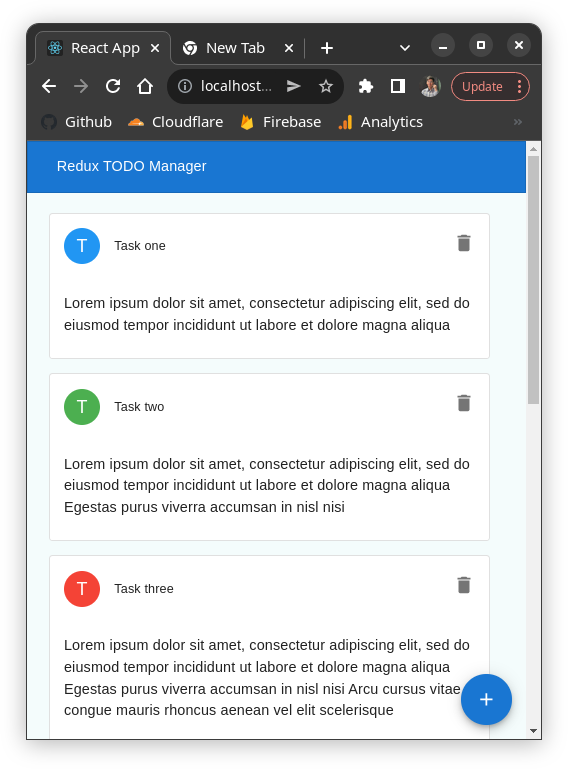 React App
New Tab
localhost...
Update
Github
Cloudflare
Firebase
Analytics
Redux TODO Manager
T
Task one
Lorem ipsum dolor sit amet, consectetur adipiscing elit, sed do
eiusmod tempor incididunt ut labore et dolore magna aliqua
T
Task two
Lorem ipsum dolor sit amet, consectetur adipiscing elit, sed do
eiusmod tempor incididunt ut labore et dolore magna aliqua
Egestas purus viverra accumsan in nisl nisi
T
Task three
Lorem ipsum dolor sit amet, consectetur adipiscing elit, sed do
eiusmod tempor incididunt ut labore et dolore magna aliqua
Egestas purus viverra accumsan in nisl nisi Arcu cursus vitae
congue mauris rhoncus aenean vel elit scelerisque